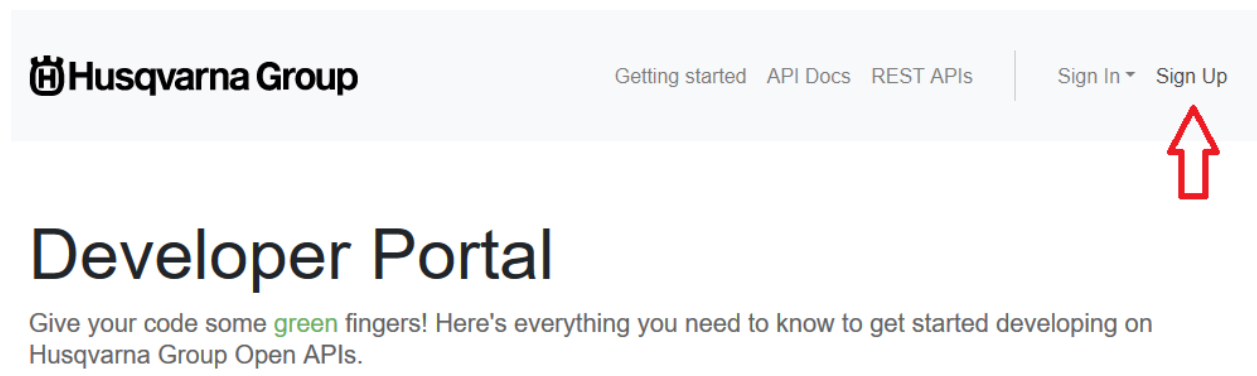 Husqvarna Group
Getting started API Docs REST APIs Sign In Sign Up
Developer Portal
Give your code some green fingers! Here's everything you need to know to get started developing on
Husqvarna Group Open APIs.